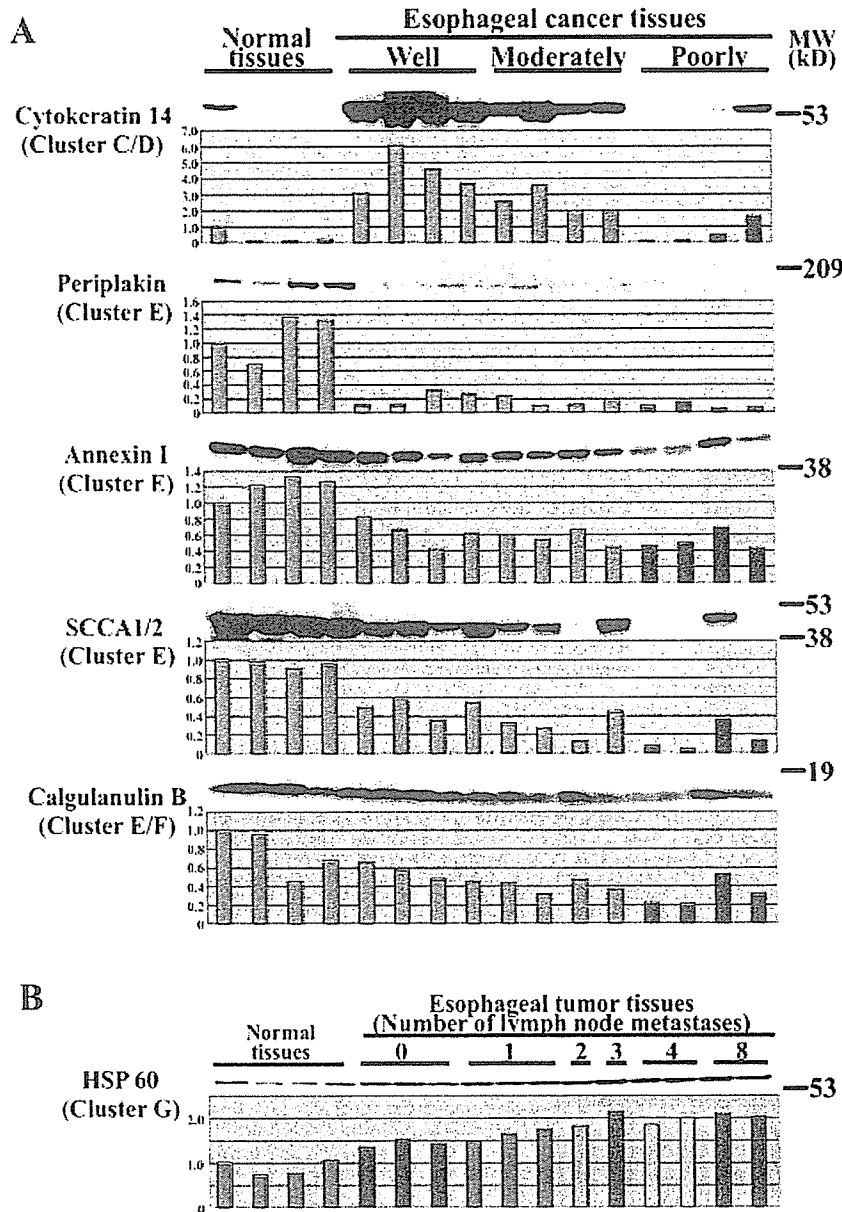 A
Normal tissues
Esophageal cancer tissues
Well
Moderately
Poorly
MW (kD)
Cytokeratin 14
(Cluster C/D)
53
7.0
6.0
5.0
4.0
3.0
2.0
1.0
0
Periplakin
(Cluster E)
209
1.6
1.4
1.2
1.0
0.8
0.6
0.4
0.2
0
Annexin I
(Cluster E)
38
1.4
1.2
1.0
0.8
0.6
0.4
0.2
0
SCCA1/2
(Cluster E)
53
38
1.2
1.0
0.8
0.6
0.4
0.2
0
Calgulanulin B
(Cluster E/F)
19
1.2
1.0
0.8
0.6
0.4
0.2
0
B
Normal tissues
Esophageal tumor tissues
(Number of lymph node metastases)
0
1
2
3
4
8
HSP 60
(Cluster G)
53
2.0
1.0
0